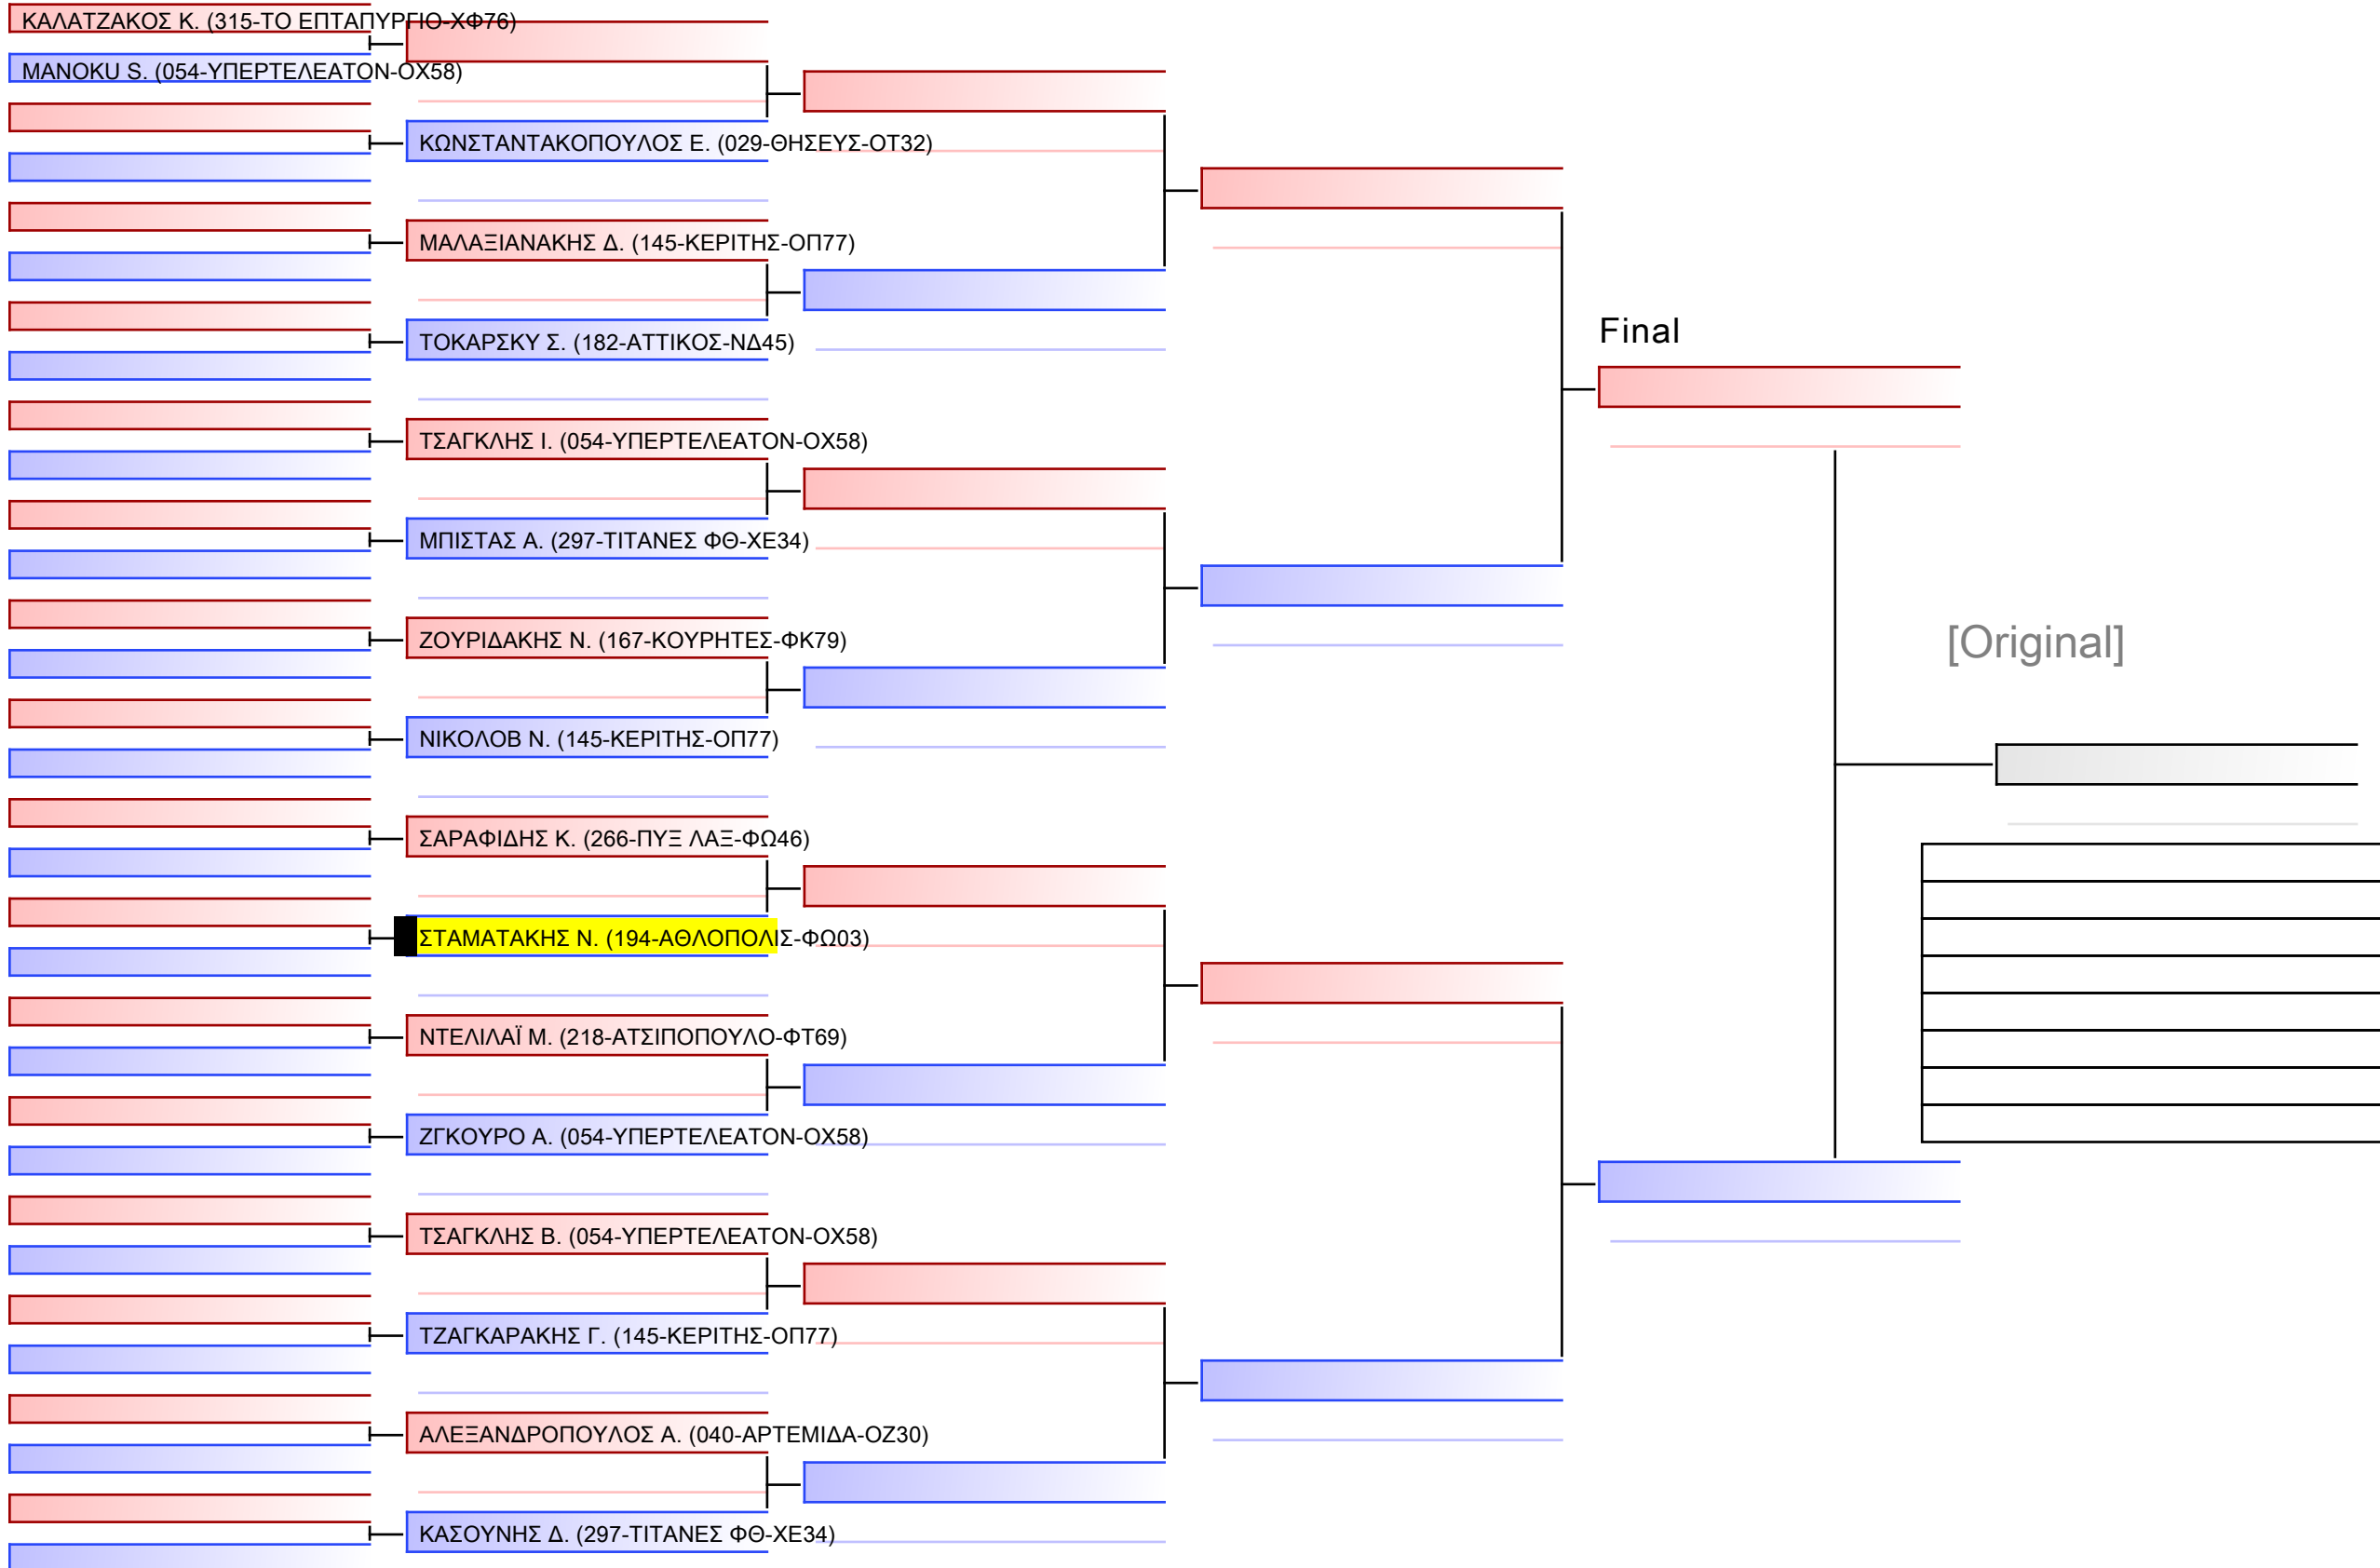 ΚΑΛΑΤΖΑΚΟΣ Κ. (315-ΤΟ ΕΠΤΑΠΥΡΓΙΟ-ΧΦ76)
MANOKU S. (054-ΥΠΕΡΤΕΛΕΑΤΟΝ-ΟΧ58)
ΚΩΝΣΤΑΝΤΑΚΟΠΟΥΛΟΣ Ε. (029-ΘΗΣΕΥΣ-ΟΤ32)
ΜΑΛΑΞΙΑΝΑΚΗΣ Δ. (145-ΚΕΡΙΤΗΣ-ΟΠ77)
Final
ΤΟΚΑΡΣΚΥ Σ. (182-ΑΤΤΙΚΟΣ-ΝΔ45)
ΤΣΑΓΚΛΗΣ Ι. (054-ΥΠΕΡΤΕΛΕΑΤΟΝ-ΟΧ58)
ΜΠΙΣΤΑΣ Α. (297-ΤΙΤΑΝΕΣ ΦΘ-ΧΕ34)
ΖΟΥΡΙΔΑΚΗΣ Ν. (167-ΚΟΥΡΗΤΕΣ-ΦΚ79)
[Original]
ΝΙΚΟΛΟΒ Ν. (145-ΚΕΡΙΤΗΣ-ΟΠ77)
ΣΑΡΑΦΙΔΗΣ Κ. (266-ΠΥΞ ΛΑΞ-ΦΩ46)
ΣΤΑΜΑΤΑΚΗΣ Ν. (194-ΑΘΛΟΠΟΛΙΣ-ΦΩ03)
ΝΤΕΛΙΛΑΪ Μ. (218-ΑΤΣΙΠΟΠΟΥΛΟ-ΦΤ69)
ΖΓΚΟΥΡΟ Α. (054-ΥΠΕΡΤΕΛΕΑΤΟΝ-ΟΧ58)
ΤΣΑΓΚΛΗΣ Β. (054-ΥΠΕΡΤΕΛΕΑΤΟΝ-ΟΧ58)
ΤΖΑΓΚΑΡΑΚΗΣ Γ. (145-ΚΕΡΙΤΗΣ-ΟΠ77)
ΑΛΕΞΑΝΔΡΟΠΟΥΛΟΣ Α. (040-ΑΡΤΕΜΙΔΑ-ΟΖ30)
ΚΑΣΟΥΝΗΣ Δ. (297-ΤΙΤΑΝΕΣ ΦΘ-ΧΕ34)